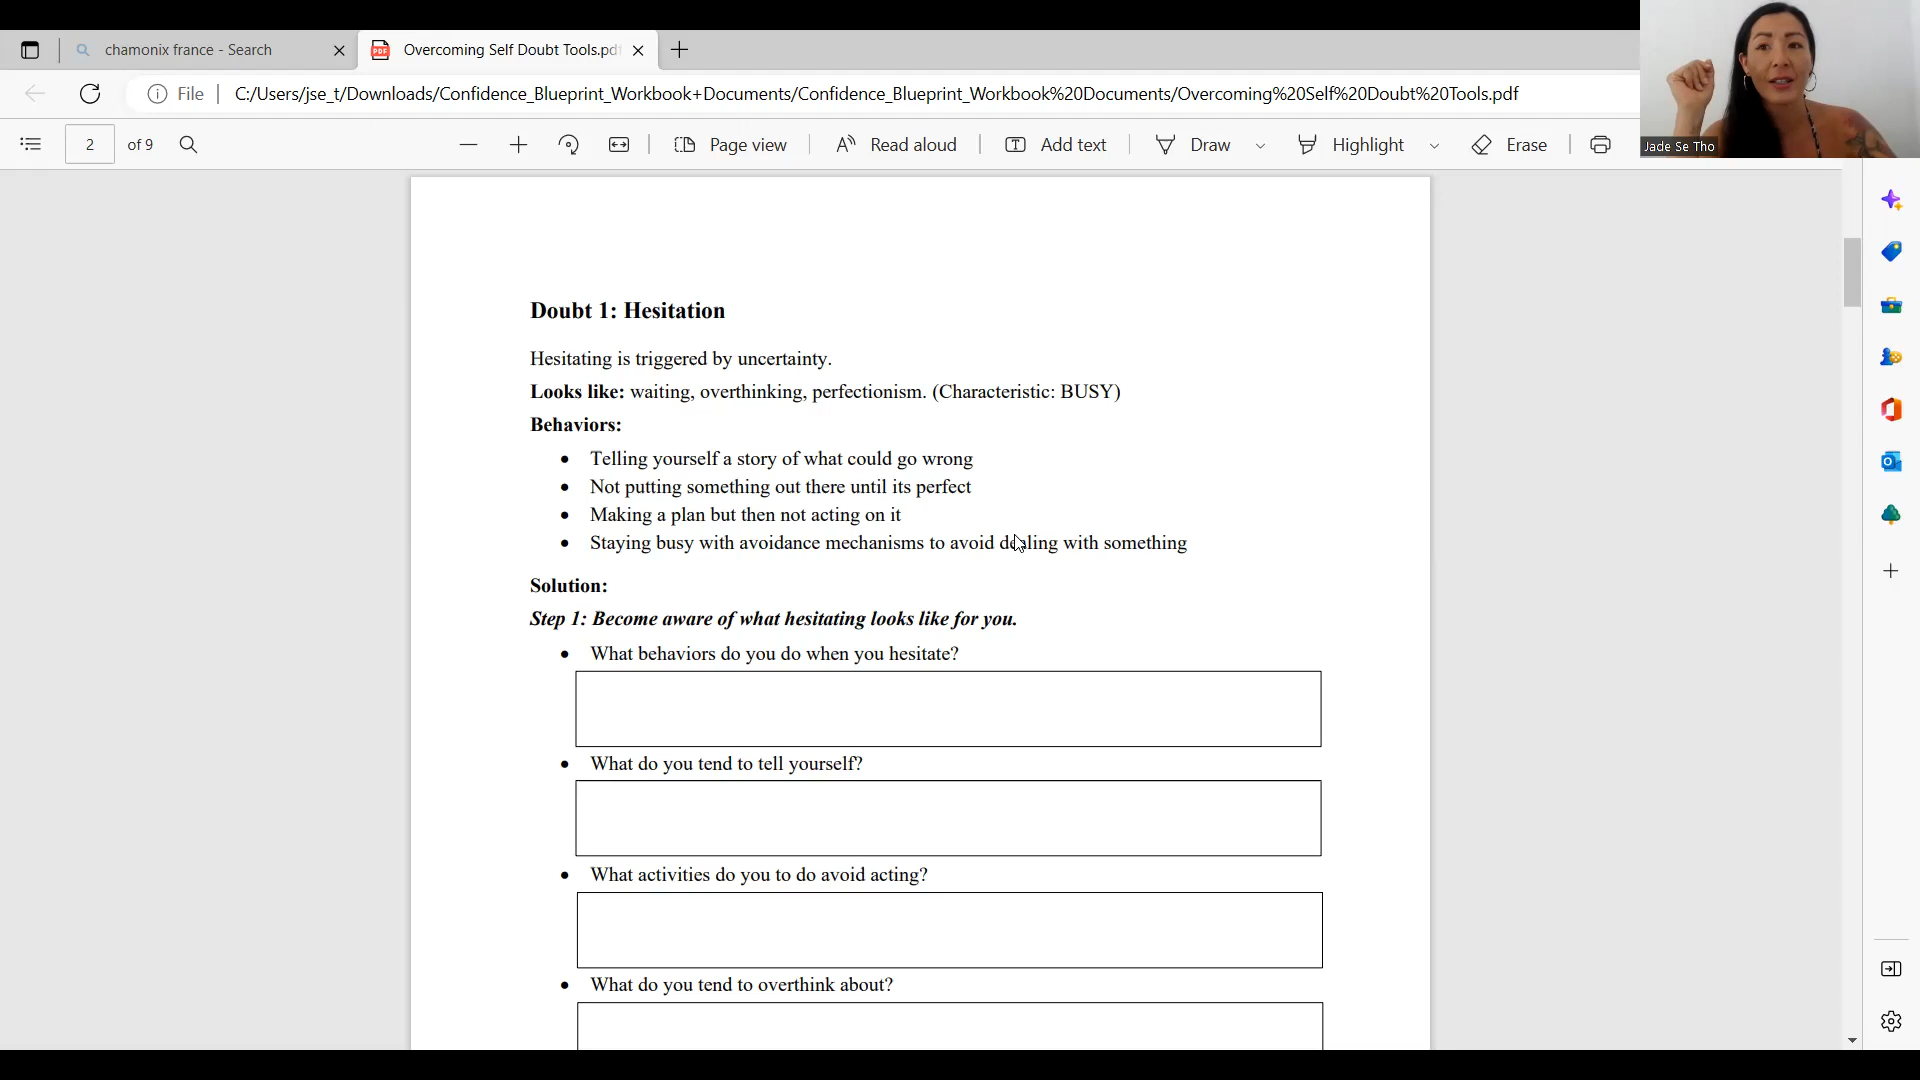 chamonix france - Search
Overcoming Self Doubt Tools.pdf
File
C:/Users/jse_t/Downloads/Confidence_Blueprint_Workbook+Documents/Confidence_Blueprint_Workbook%20Documents/Overcoming%20Self%20Doubt%20Tools.pdf
2 of 9
Page view
Read aloud
Add text
Draw
Highlight
Erase
Jade Se Tho
Doubt 1: Hesitation
Hesitating is triggered by uncertainty.
Looks like: waiting, overthinking, perfectionism. (Characteristic: BUSY)
Behaviors:
• Telling yourself a story of what could go wrong
• Not putting something out there until its perfect
• Making a plan but then not acting on it
• Staying busy with avoidance mechanisms to avoid dealing with something
Solution:
Step 1: Become aware of what hesitating looks like for you.
• What behaviors do you do when you hesitate?
• What do you tend to tell yourself?
• What activities do you to do avoid acting?
• What do you tend to overthink about?